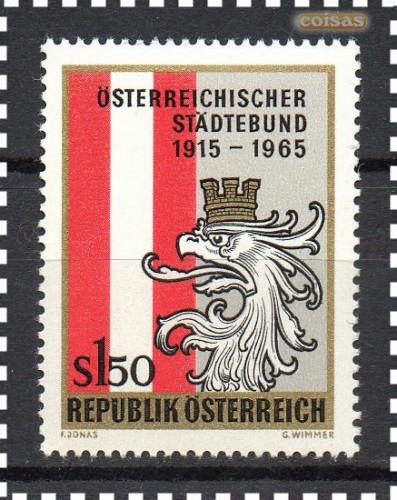 coisas
ÖSTERREICHISCHER
STÄDTEBUND
1915 – 1965
S1.50
REPUBLIK ÖSTERREICH
F.JONAS G.WIMMER